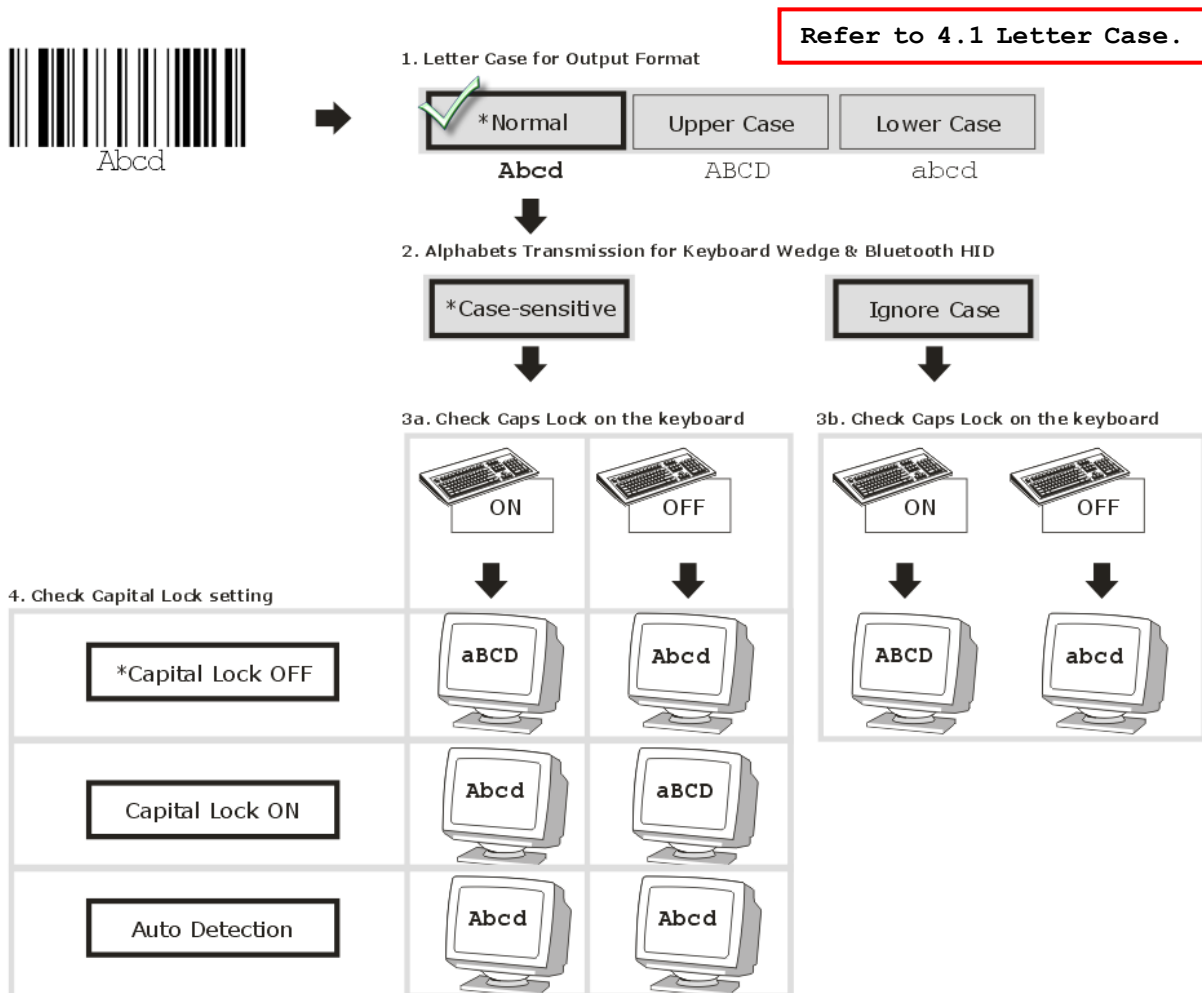 Refer to 4.1 Letter Case.
1. Letter Case for Output Format
*Normal Upper Case Lower Case
Abcd
Abcd ABCD abcd
2. Alphabets Transmission for Keyboard Wedge & Bluetooth HID
*Case-sensitive Ignore Case
3a. Check Caps Lock on the keyboard 3b. Check Caps Lock on the keyboard
ON OFF ON OFF
4. Check Capital Lock setting
*Capital Lock OFF aBCD Abcd ABCD abcd
Capital Lock ON Abcd aBCD
Auto Detection Abcd Abcd